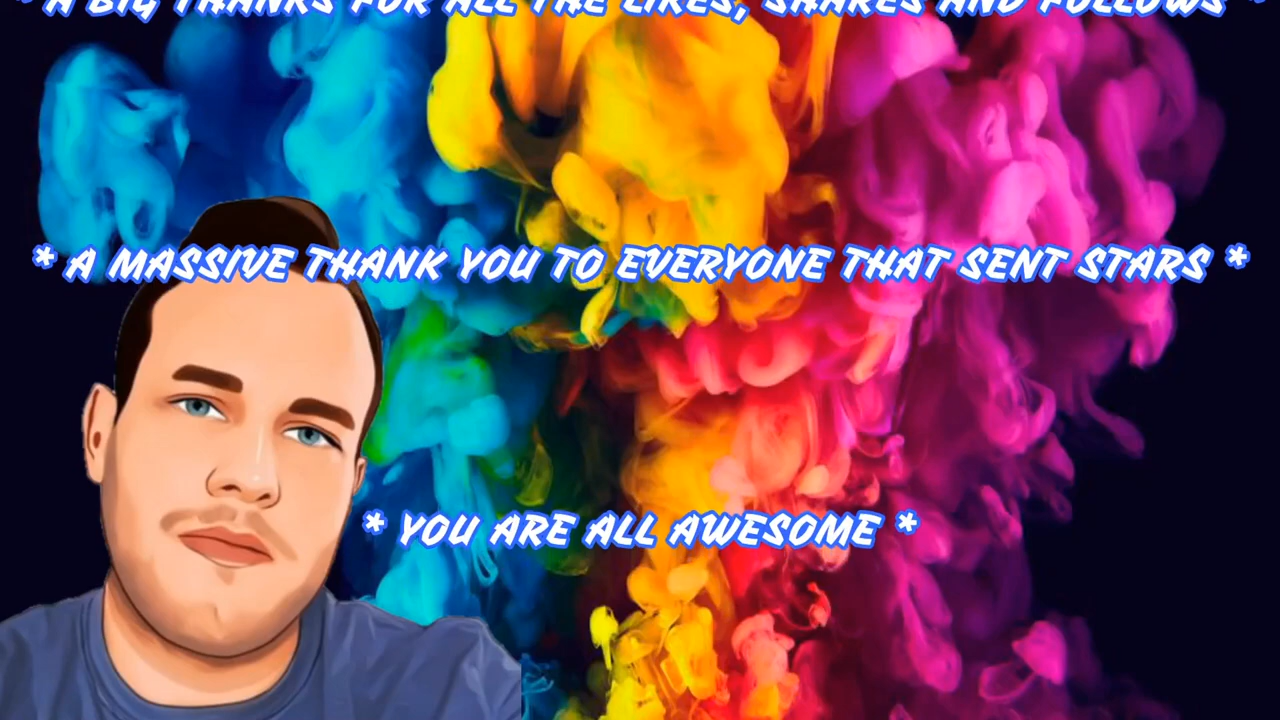 * A BIG THANKS FOR ALL THE LIKES, SHARES AND FOLLOWS *
* A MASSIVE THANK YOU TO EVERYONE THAT SENT STARS *
* YOU ARE ALL AWESOME *